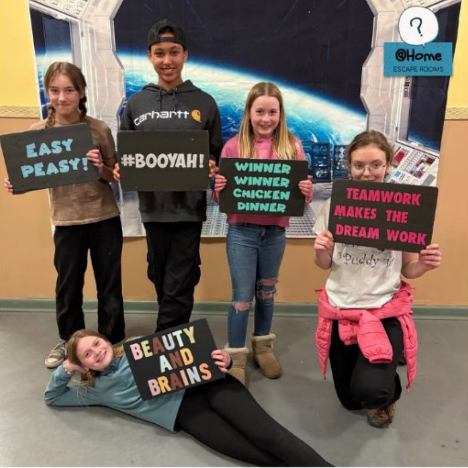 ?
@Home
ESCAPE ROOMS
EASY
PEASY!
carhartt
#BOOYAH!
WINNER
WINNER
CHICKEN
DINNER
TEAMWORK
MAKES THE
DREAM WORK
Puddy
BEAUTY
AND
BRAINS